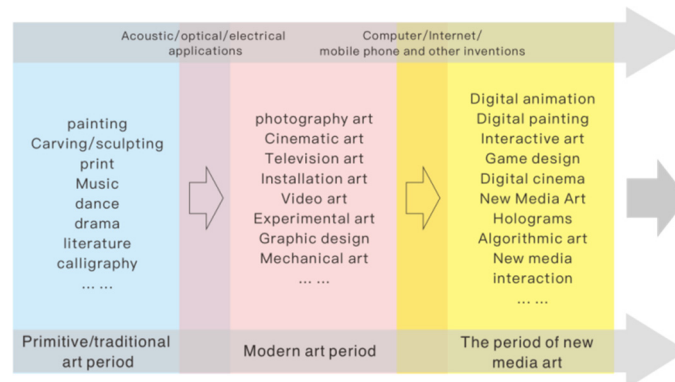 Acoustic/optical/electrical
applications
Computer/Internet/
mobile phone and other inventions
painting
Carving/sculpting
print
Music
dance
drama
literature
calligraphy
... ...
photography art
Cinematic art
Television art
Installation art
Video art
Experimental art
Graphic design
Mechanical art
... ...
Digital animation
Digital painting
Interactive art
Game design
Digital cinema
New Media Art
Holograms
Algorithmic art
New media
interaction
... ...
Primitive/traditional
art period
Modern art period
The period of new
media art